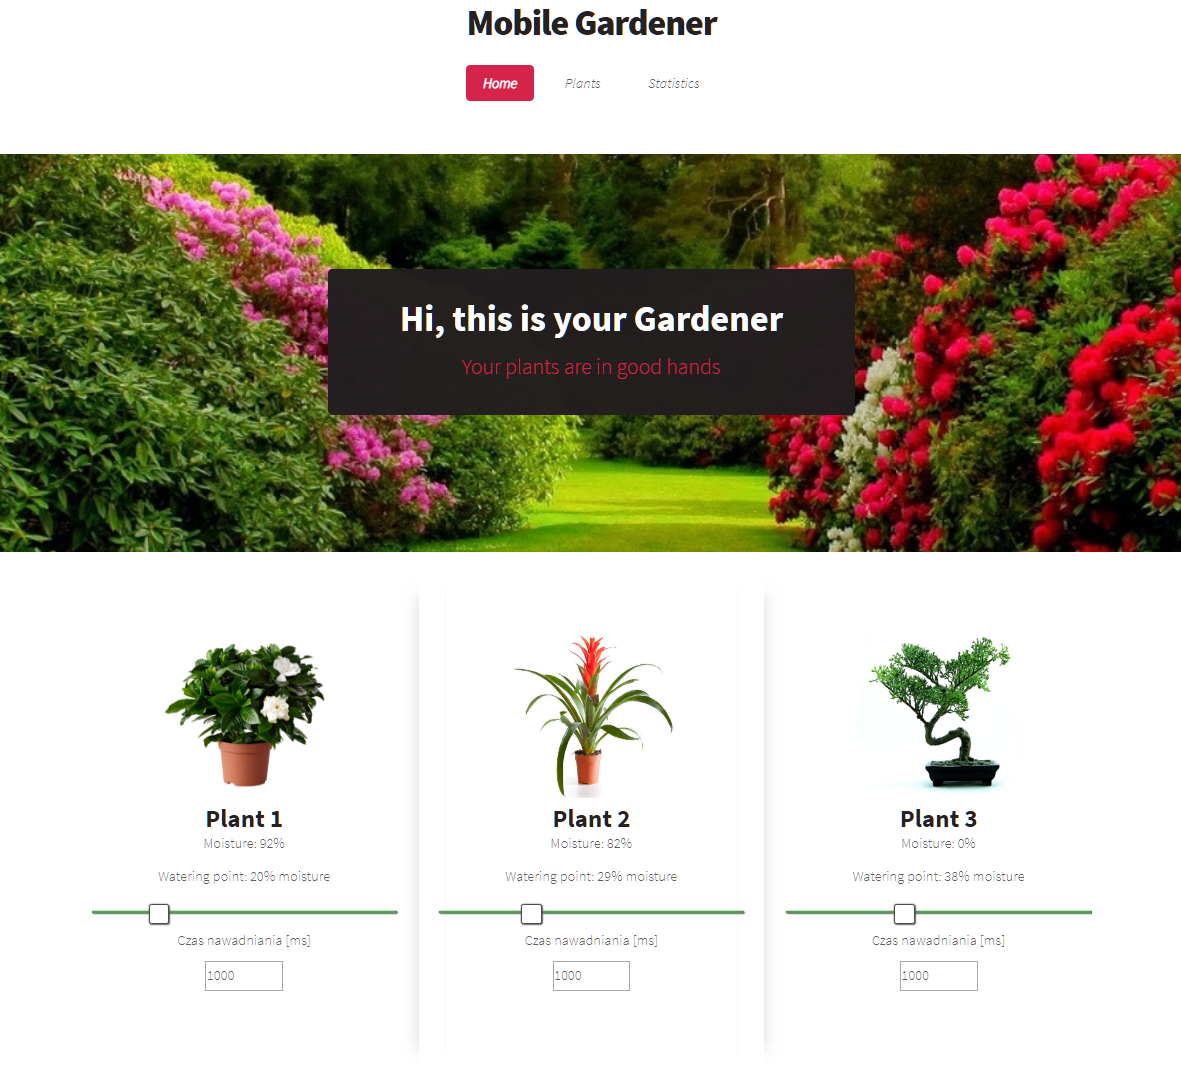 Mobile Gardener
Home Plants Statistics
Hi, this is your Gardener
Your plants are in good hands
Plant 1
Moisture: 92%
Watering point: 20% moisture
Czas nawadniania [ms]
1000
Plant 2
Moisture: 82%
Watering point: 29% moisture
Czas nawadniania [ms]
1000
Plant 3
Moisture: 0%
Watering point: 38% moisture
Czas nawadniania [ms]
1000